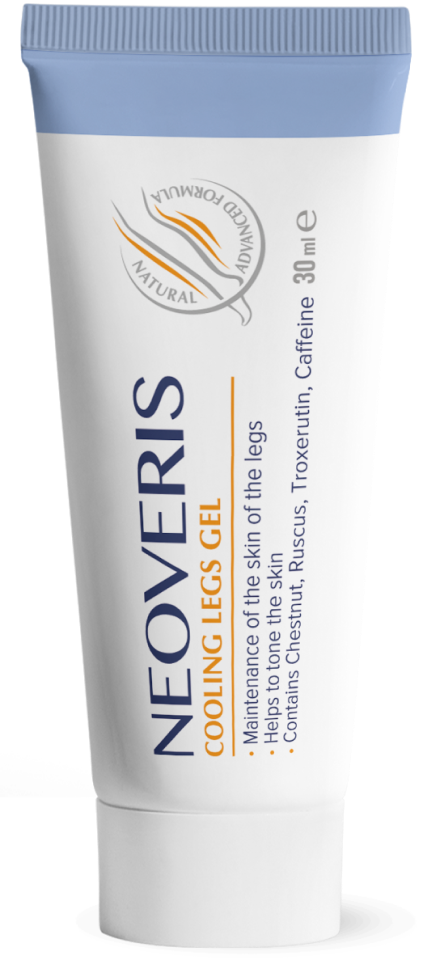 NATURAL
ADVANCED FORMULA
NEOVERIS
COOLING LEGS GEL
· Maintenance of the skin of the legs
· Helps to tone the skin
· Contains Chestnut, Ruscus, Troxerutin, Caffeine
30 ml e